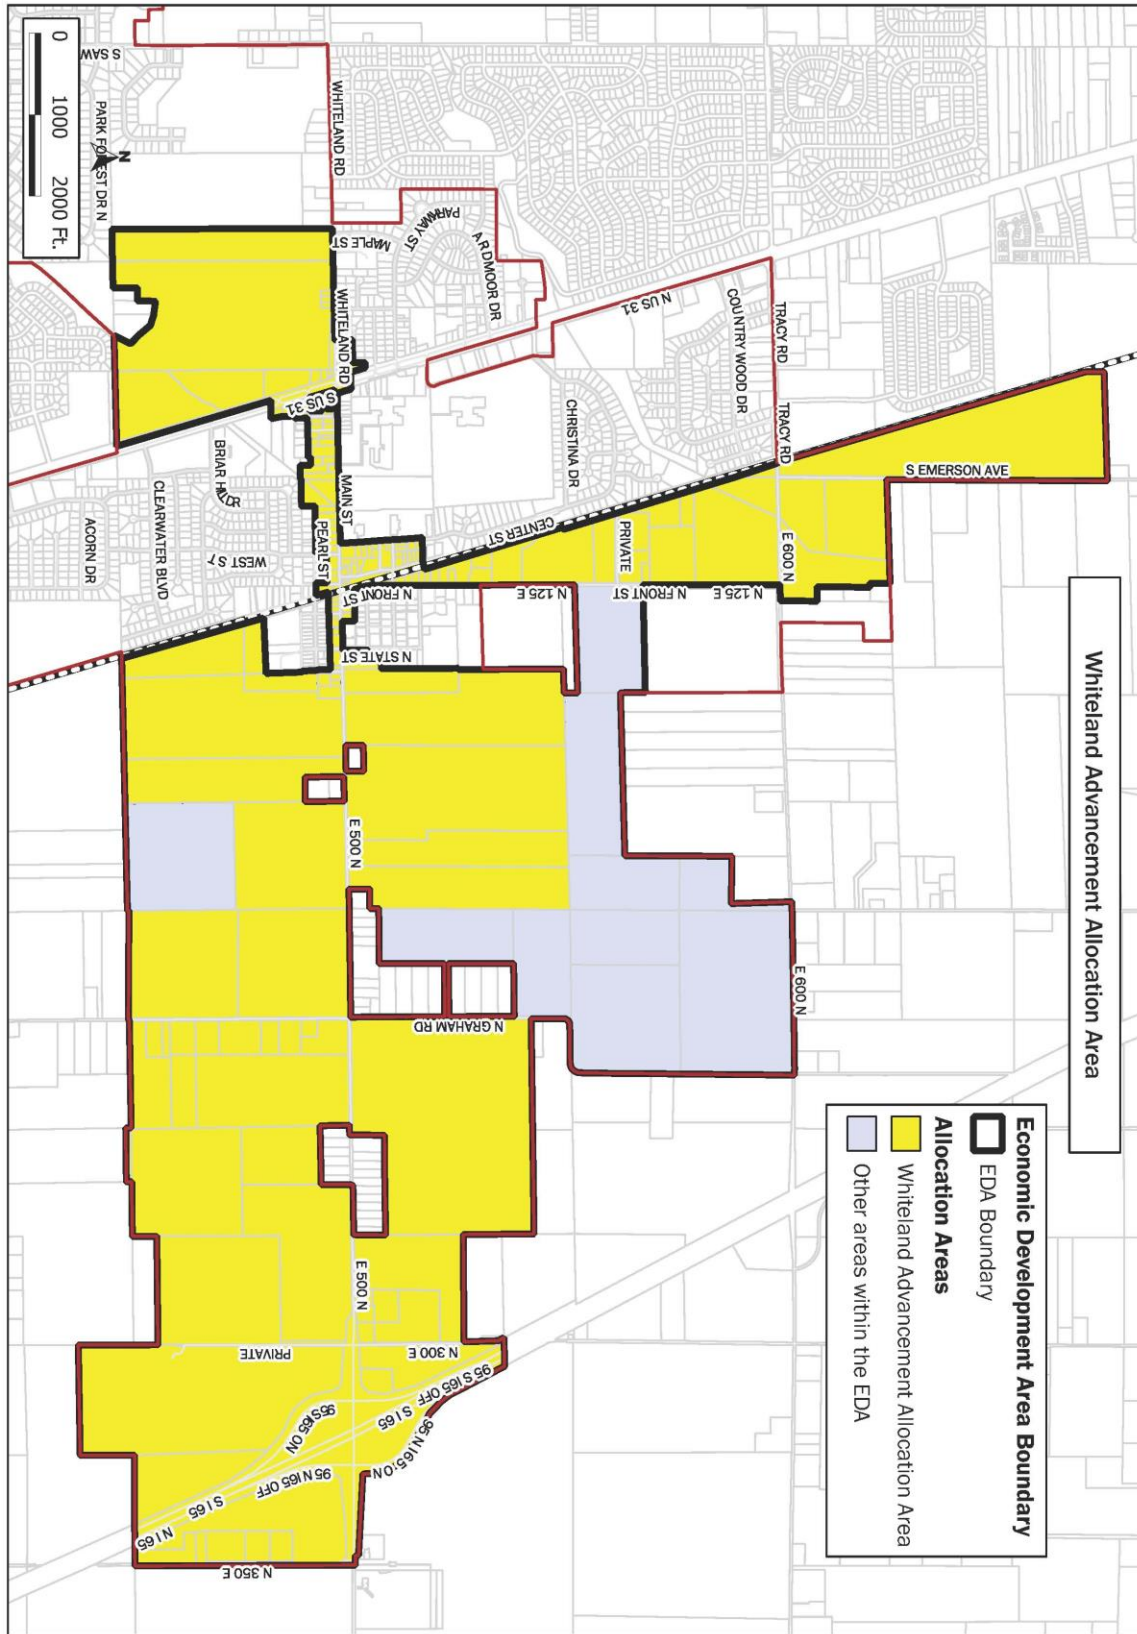 Whiteland Advancement Allocation Area
Economic Development Area Boundary
EDA Boundary
Allocation Areas
Whiteland Advancement Allocation Area
Other areas within the EDA
S EMERSON AVE
TRACY RD
TRACY RD
E 600 N
E 600 N
N US 31
COUNTRY WOOD DR
CHRISTINA DR
PRIVATE
CENTER ST
N 125 E
N FRONT ST
N 125 E
N FRONT ST
N STATE ST
ARDMOOR DR
PARKWAY ST
MAPLE ST
WHITELAND RD
WHITELAND RD
S US 31
MAIN ST
PEARL ST
BRIAR HILL DR
WEST ST
CLEARWATER BLVD
ACORN DR
S SAW
PARK FOREST DR N
E 500 N
N GRAHAM RD
E 500 N
N 300 E
PRIVATE
95 S I65 OFF
S I 65
95 S I65 ON
95 N I 65 ON
95 N I65 OFF
S I 65
N I 65
N 350 E
N
0 1000 2000 Ft.